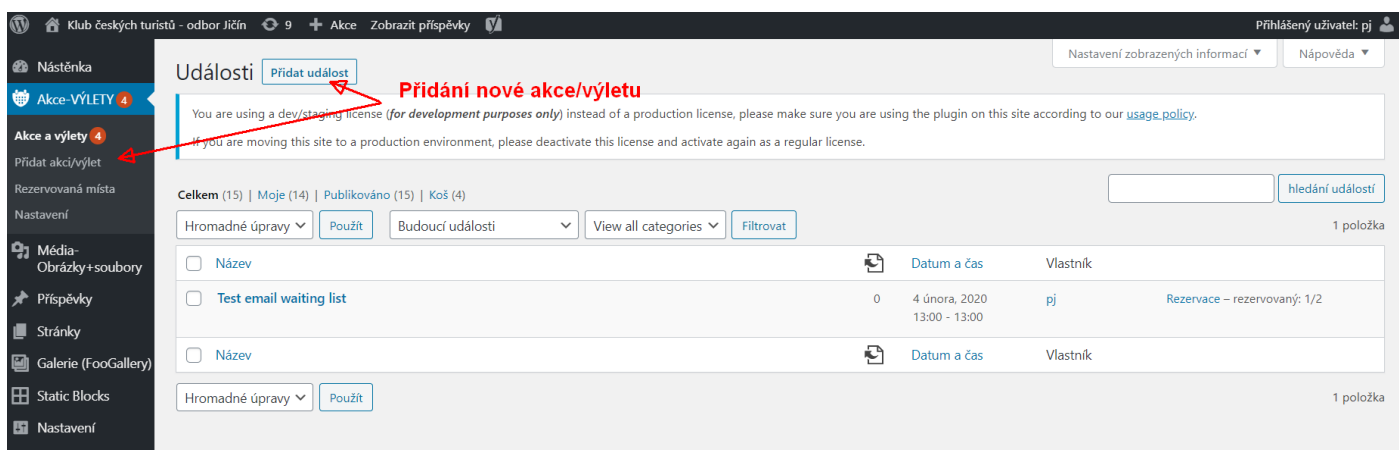 Klub českých turistů - odbor Jičín 9 Akce Zobrazit příspěvky Přihlášený uživatel: pj
Nastavení zobrazených informací ▼ Nápověda ▼
Nástěnka
Akce-VÝLETY 4
Akce a výlety 4
Přidat akci/výlet
Rezervovaná místa
Nastavení
Média-
Obrázky+soubory
Příspěvky
Stránky
Galerie (FooGallery)
Static Blocks
Nastavení
Události Přidat událost
Přidání nové akce/výletu
You are using a dev/staging license (for development purposes only) instead of a production license, please make sure you are using the plugin on this site according to our usage policy.
If you are moving this site to a production environment, please deactivate this license and activate again as a regular license.
Celkem (15) | Moje (14) | Publikováno (15) | Koš (4)
hledání událostí
Hromadné úpravy Použít Budoucí události View all categories Filtrovat 1 položka
Název Datum a čas Vlastník
Test email waiting list 0 4 února, 2020 pj Rezervace – rezervovaný: 1/2
13:00 - 13:00
Název Datum a čas Vlastník
Hromadné úpravy Použít 1 položka